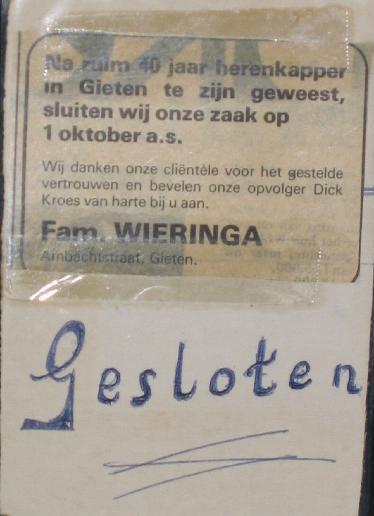 Na ruim 40 jaar herenkapper
in Gieten te zijn geweest,
sluiten wij onze zaak op
1 oktober a.s.
Wij danken onze cliëntèle voor het gestelde
vertrouwen en bevelen onze opvolger Dick
Kroes van harte bij u aan.
Fam. WIERINGA
Ambachtstraat, Gieten.
Gesloten